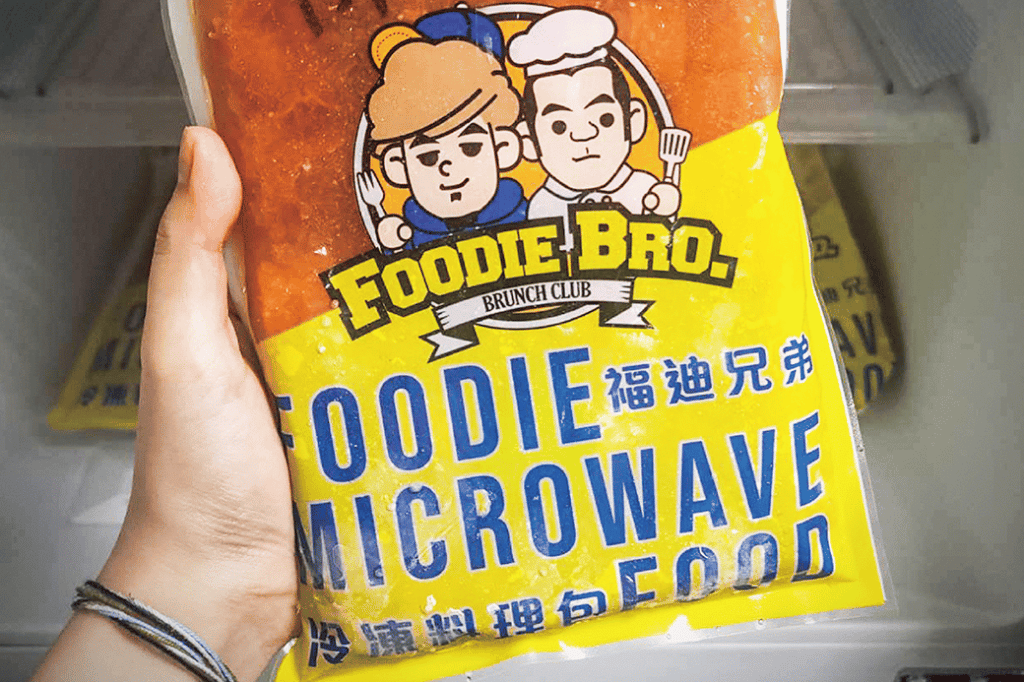 FOODIE BRO.
BRUNCH CLUB
FOODIE 福迪兄弟
MICROWAVE
冷凍料理包 FOOD